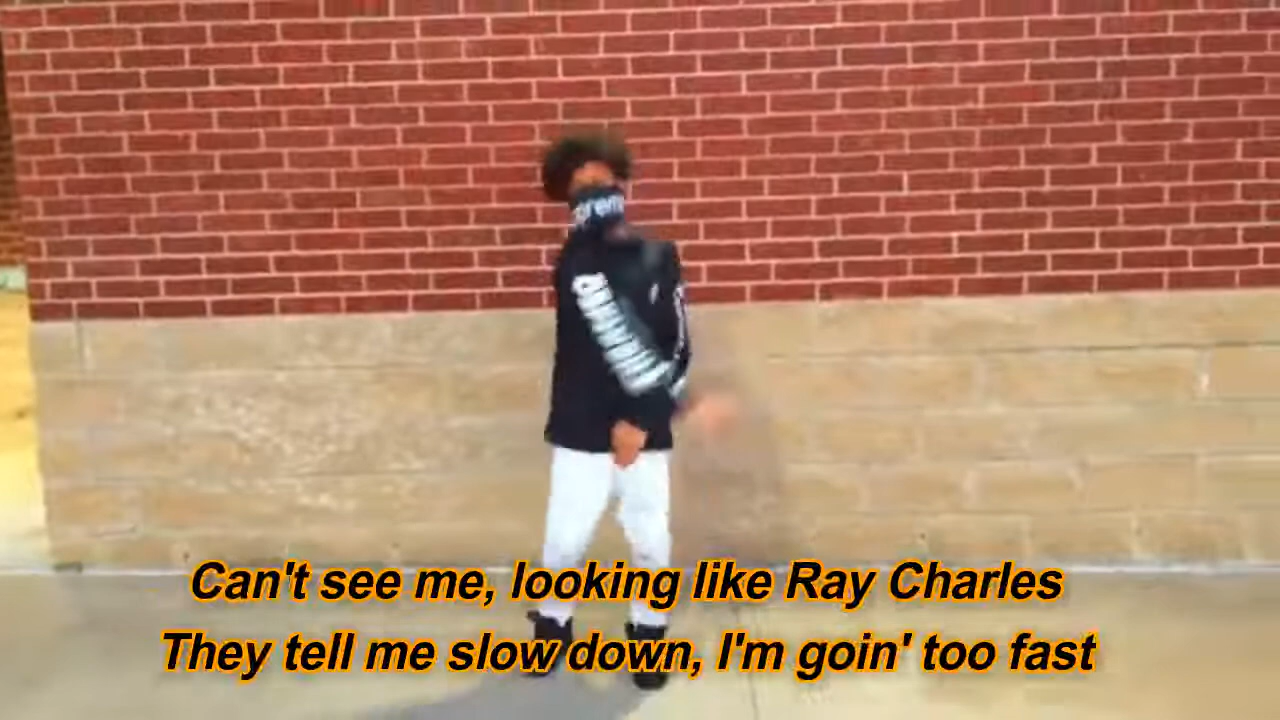 Can't see me, looking like Ray Charles
They tell me slow down, I'm goin' too fast